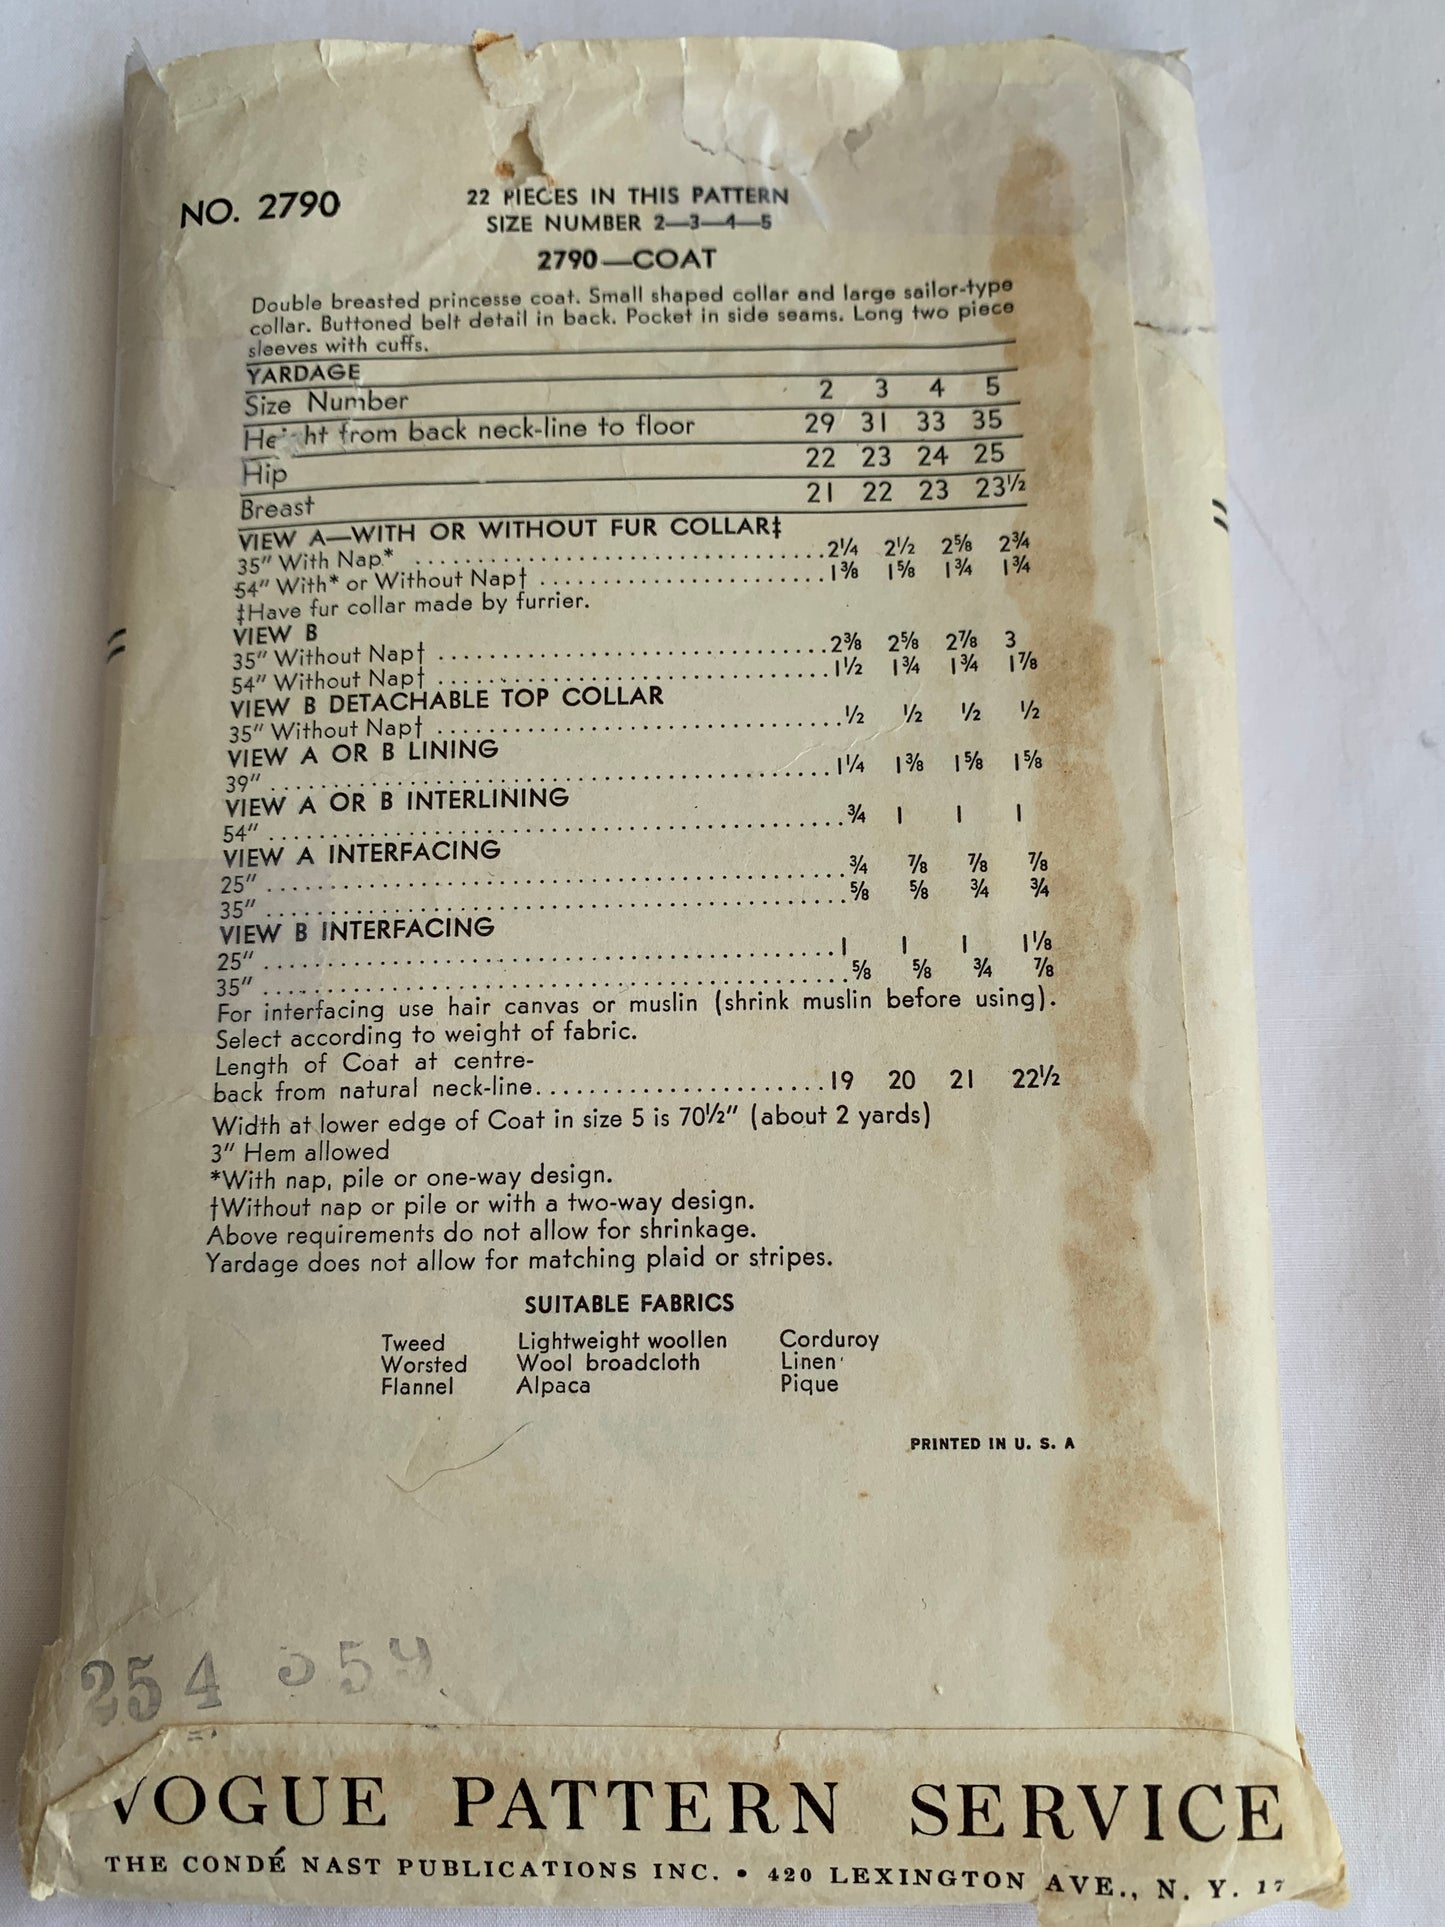 NO. 2790
22 PIECES IN THIS PATTERN
SIZE NUMBER 2—3—4—5
2790—COAT
Double breasted princesse coat. Small shaped collar and large sailor-type
collar. Buttoned belt detail in back. Pocket in side seams. Long two piece
sleeves with cuffs.
YARDAGE
Size Number 2 3 4 5
Height from back neck-line to floor 29 31 33 35
Hip 22 23 24 25
Breast 21 22 23 23½
VIEW A—WITH OR WITHOUT FUR COLLAR‡
35" With Nap* 2¼ 2½ 2⅝ 2¾
54" With* or Without Nap† 1⅜ 1⅝ 1¾ 1¾
‡Have fur collar made by furrier.
VIEW B
35" Without Nap† 2⅜ 2⅝ 2⅞ 3
54" Without Nap† 1½ 1¾ 1¾ 1⅞
VIEW B DETACHABLE TOP COLLAR
35" Without Nap† ½ ½ ½ ½
VIEW A OR B LINING
39" 1¼ 1⅜ 1⅝ 1⅝
VIEW A OR B INTERLINING
54" ¾ 1 1 1
VIEW A INTERFACING
25" ¾ ⅞ ⅞ ⅞
35" ⅝ ⅝ ¾ ¾
VIEW B INTERFACING
25" 1 1 1 1⅛
35" ⅝ ⅝ ¾ ⅞
For interfacing use hair canvas or muslin (shrink muslin before using).
Select according to weight of fabric.
Length of Coat at centre-
back from natural neck-line 19 20 21 22½
Width at lower edge of Coat in size 5 is 70½" (about 2 yards)
3" Hem allowed
*With nap, pile or one-way design.
†Without nap or pile or with a two-way design.
Above requirements do not allow for shrinkage.
Yardage does not allow for matching plaid or stripes.
SUITABLE FABRICS
Tweed Lightweight woollen Corduroy
Worsted Wool broadcloth Linen
Flannel Alpaca Pique
PRINTED IN U. S. A
254 359
VOGUE PATTERN SERVICE
THE CONDÉ NAST PUBLICATIONS INC. • 420 LEXINGTON AVE., N. Y. 17